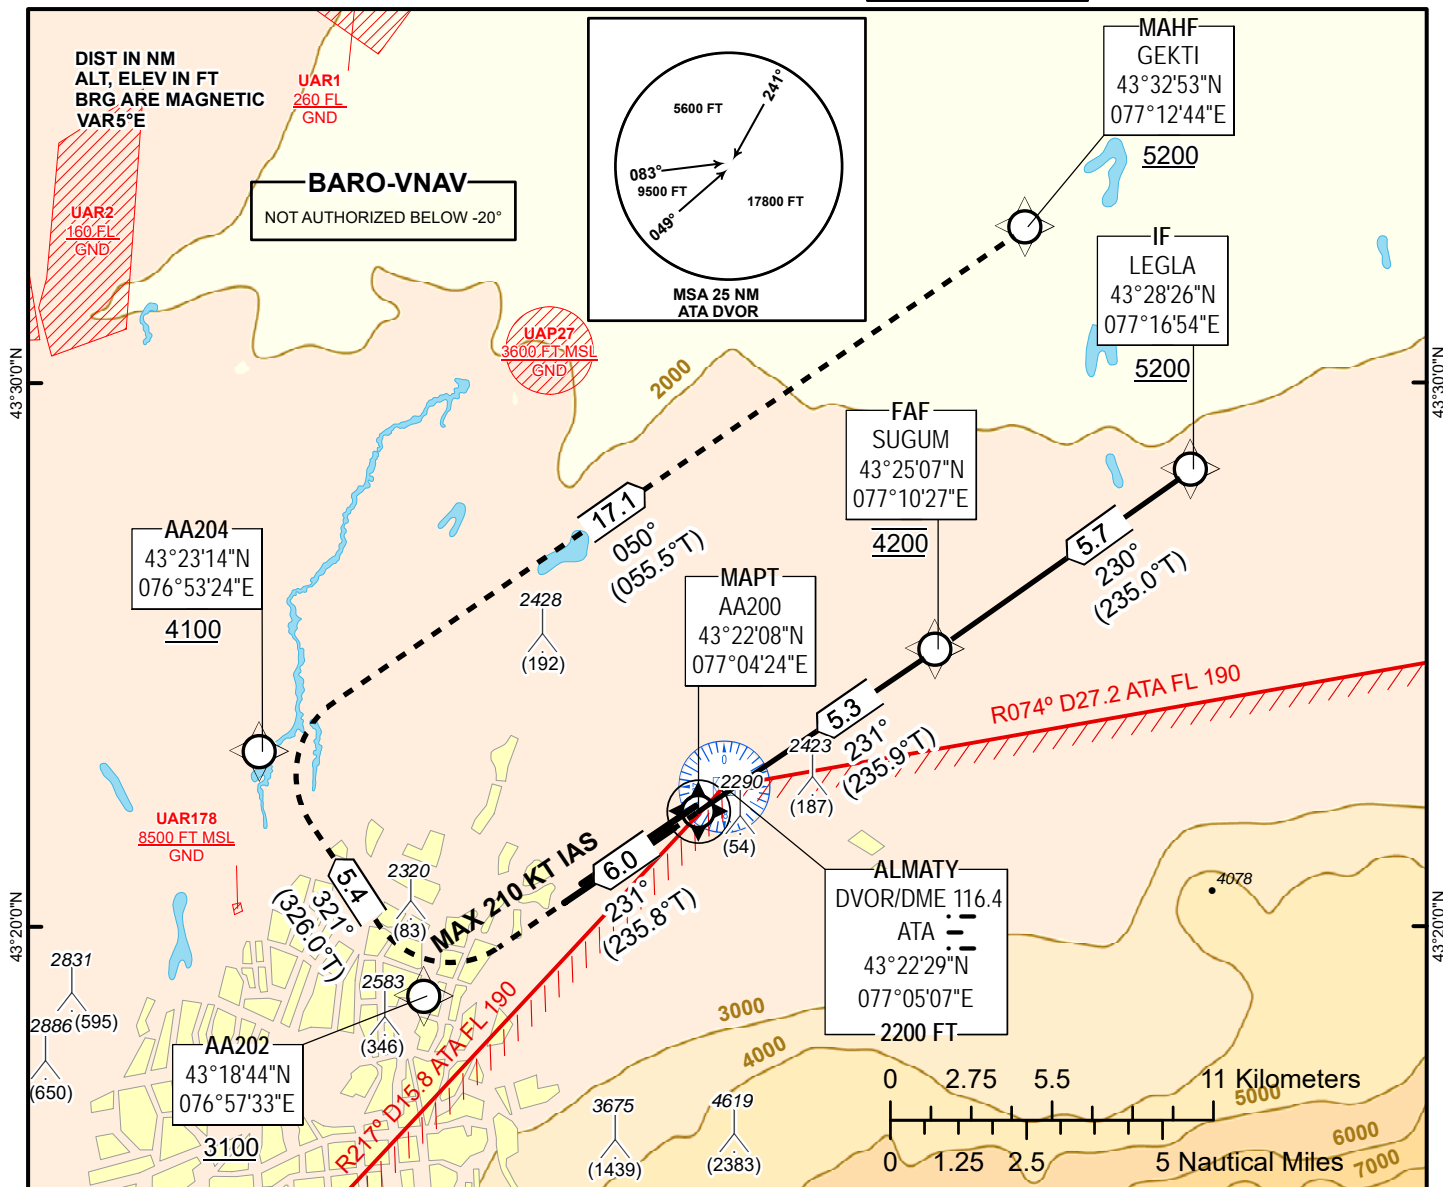 DIST IN NM
ALT, ELEV IN FT
BRG ARE MAGNETIC
VAR5°E
UAR1
260 FL
GND
UAR2
160 FL
GND
BARO-VNAV
NOT AUTHORIZED BELOW -20°
5600 FT
241°
083°
9500 FT
049°
17800 FT
MSA 25 NM
ATA DVOR
MAHF
GEKTI
43°32'53"N
077°12'44"E
5200
IF
LEGLA
43°28'26"N
077°16'54"E
5200
UAP27
3600 FT MSL
GND
2000
43°30'0"N
43°30'0"N
FAF
SUGUM
43°25'07"N
077°10'27"E
4200
17.1
050°
(055.5°T)
5.7
230°
(235.0°T)
AA204
43°23'14"N
076°53'24"E
4100
2428
(192)
MAPT
AA200
43°22'08"N
077°04'24"E
5.3
231°
(235.9°T)
R074° D27.2 ATA FL 190
2423
(187)
0
2290
(54)
UAR178
8500 FT MSL
GND
5.4
321°
(326.0°T)
2320
(83)
MAX 210 KT IAS
6.0
231°
(235.8°T)
ALMATY
DVOR/DME 116.4
ATA
43°22'29"N
077°05'07"E
2200 FT
4078
43°20'0"N
43°20'0"N
2831
(595)
2886
(650)
2583
(346)
AA202
43°18'44"N
076°57'33"E
3100
R217° D15.8 ATA FL 190
3000
4000
5000
6000
7000
3675
(1439)
4619
(2383)
0 2.75 5.5 11 Kilometers
0 1.25 2.5 5 Nautical Miles